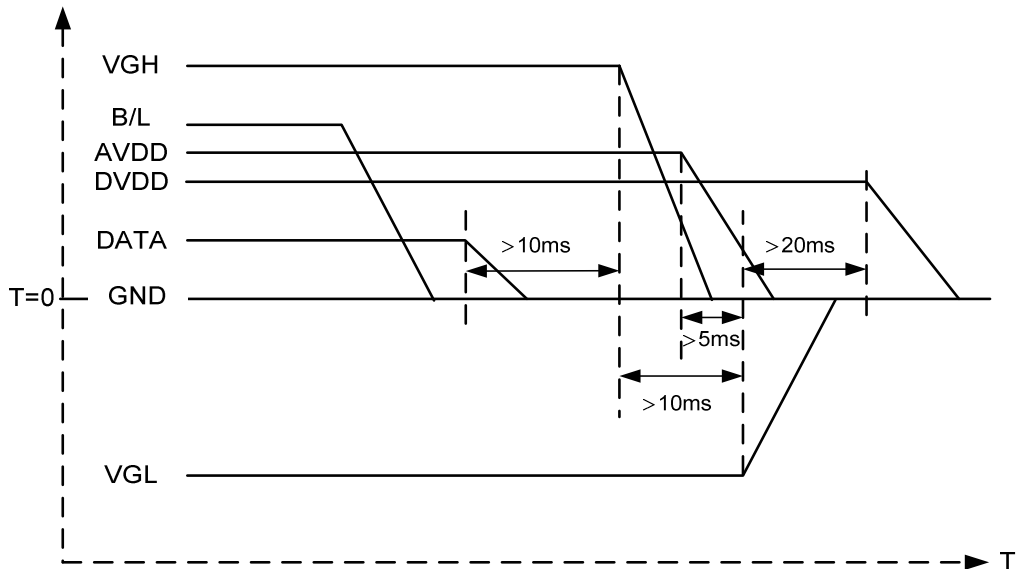 VGH
B/L
AVDD
DVDD
DATA
>10ms
>20ms
T=0
GND
>5ms
>10ms
VGL
T